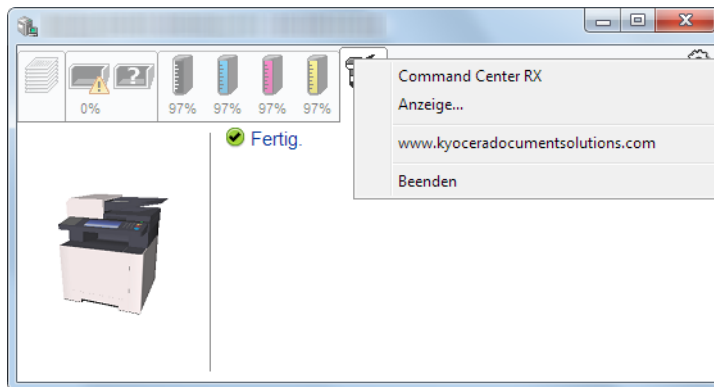 0%
97%
97%
97%
97%
Fertig.
Command Center RX
Anzeige...
www.kyoceradocumentsolutions.com
Beenden